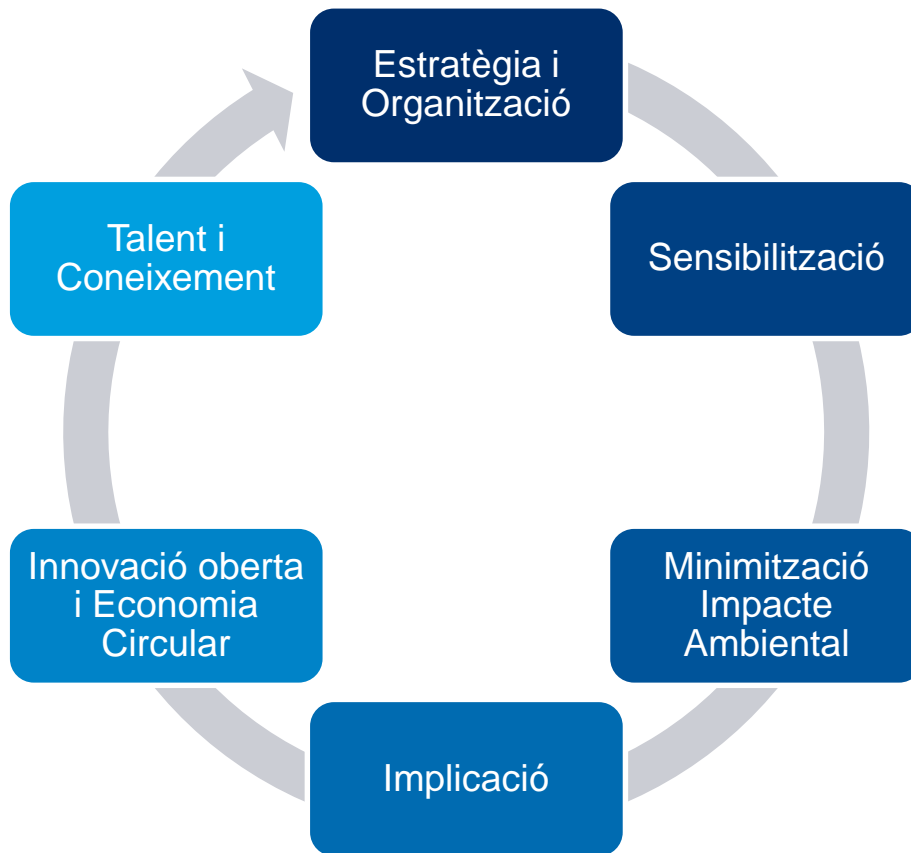 Estratègia i
Organització
Sensibilització
Minimització
Impacte
Ambiental
Implicació
Innovació oberta
i Economia
Circular
Talent i
Coneixement